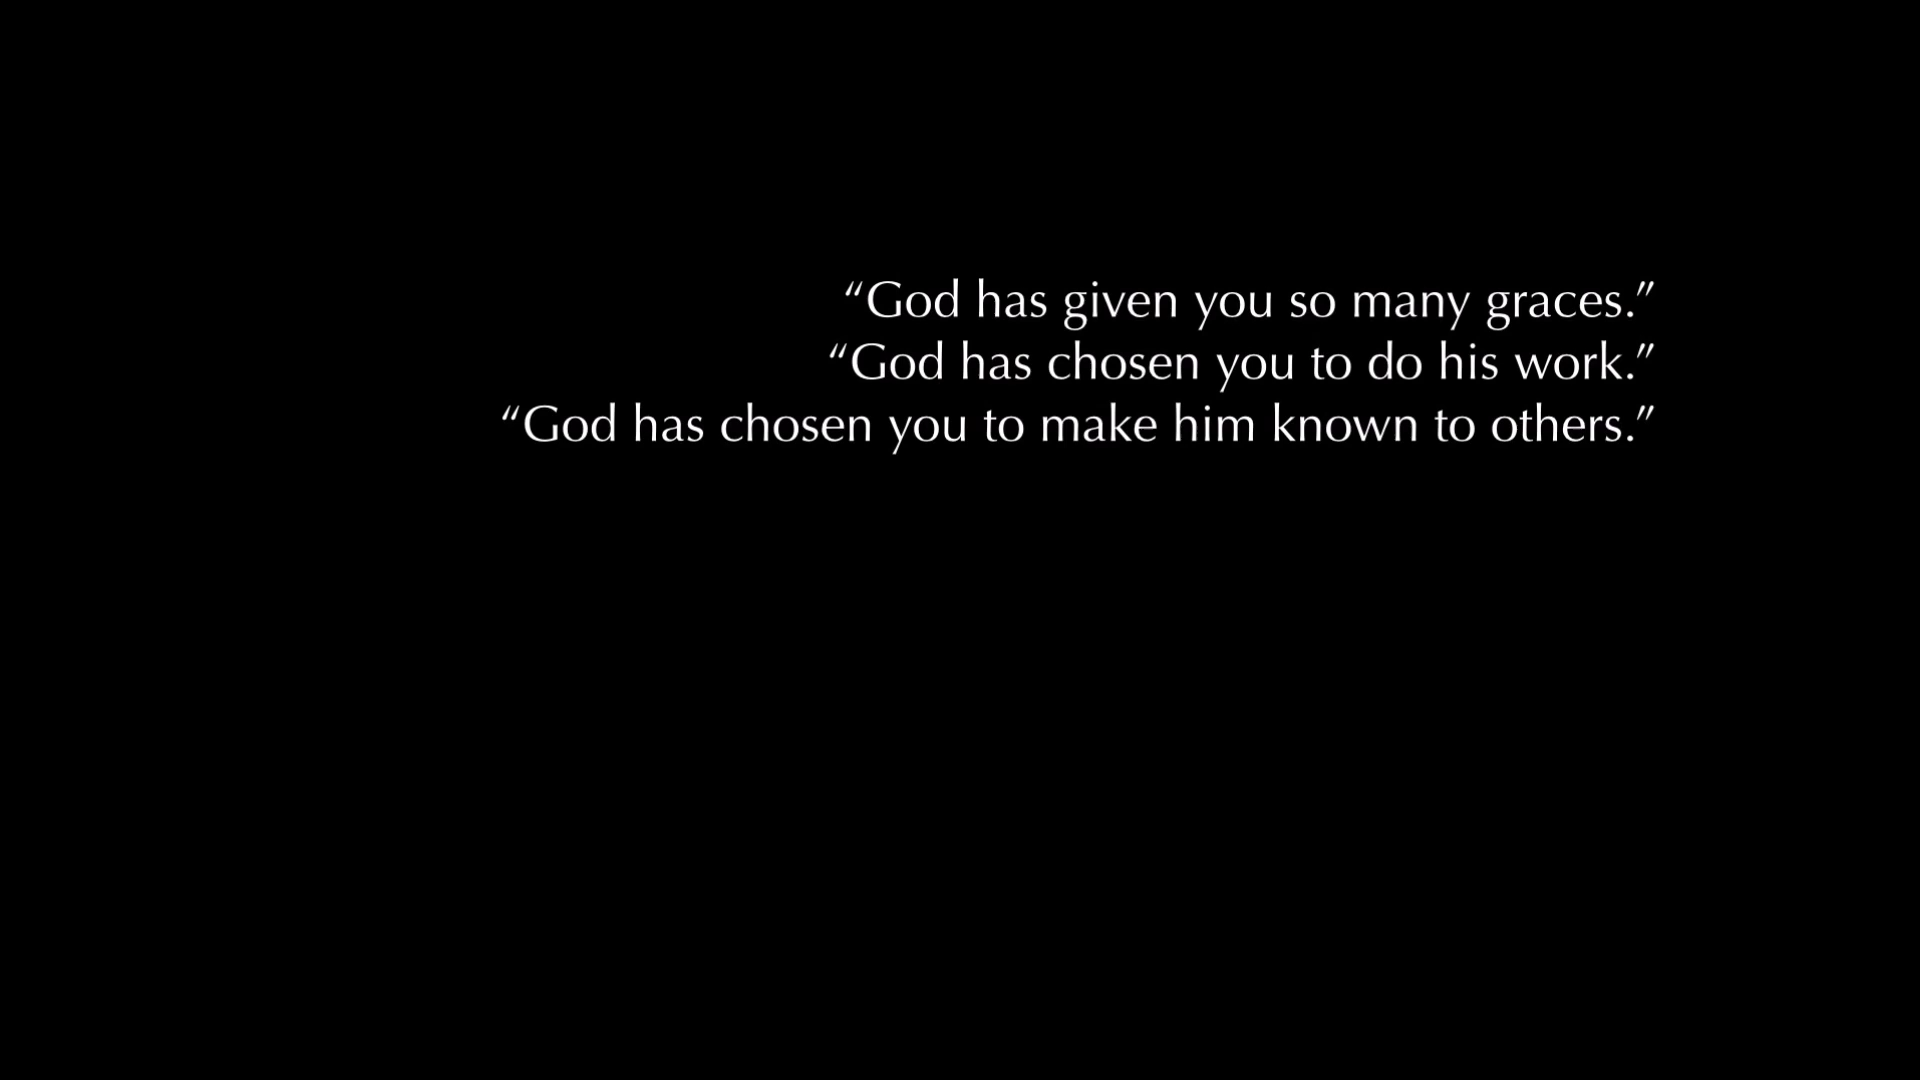 “God has given you so many graces.”
“God has chosen you to do his work.”
“God has chosen you to make him known to others.”